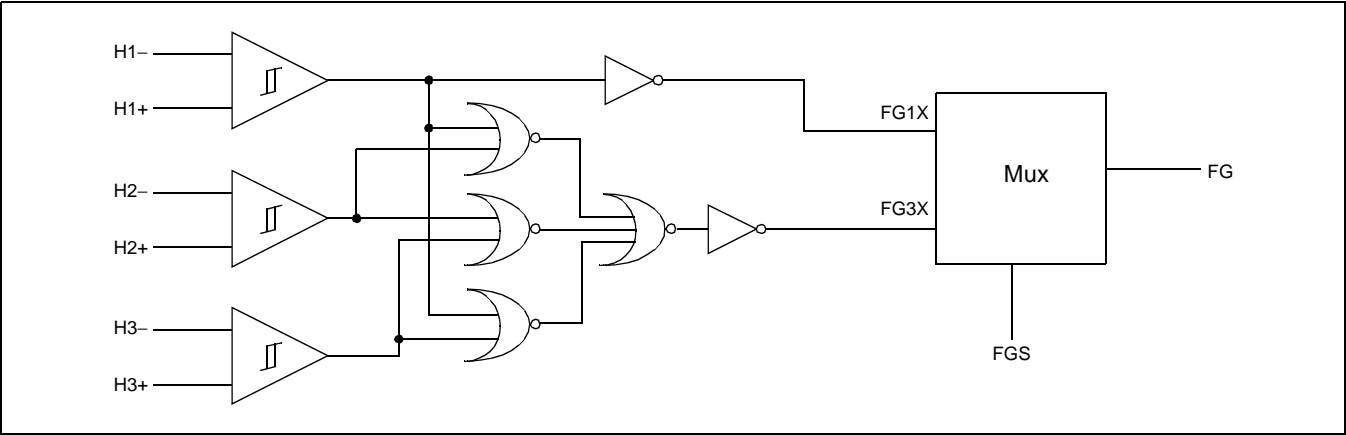 H1–
H1+
FG1X
Mux
FG
H2–
FG3X
H2+
H3–
FGS
H3+